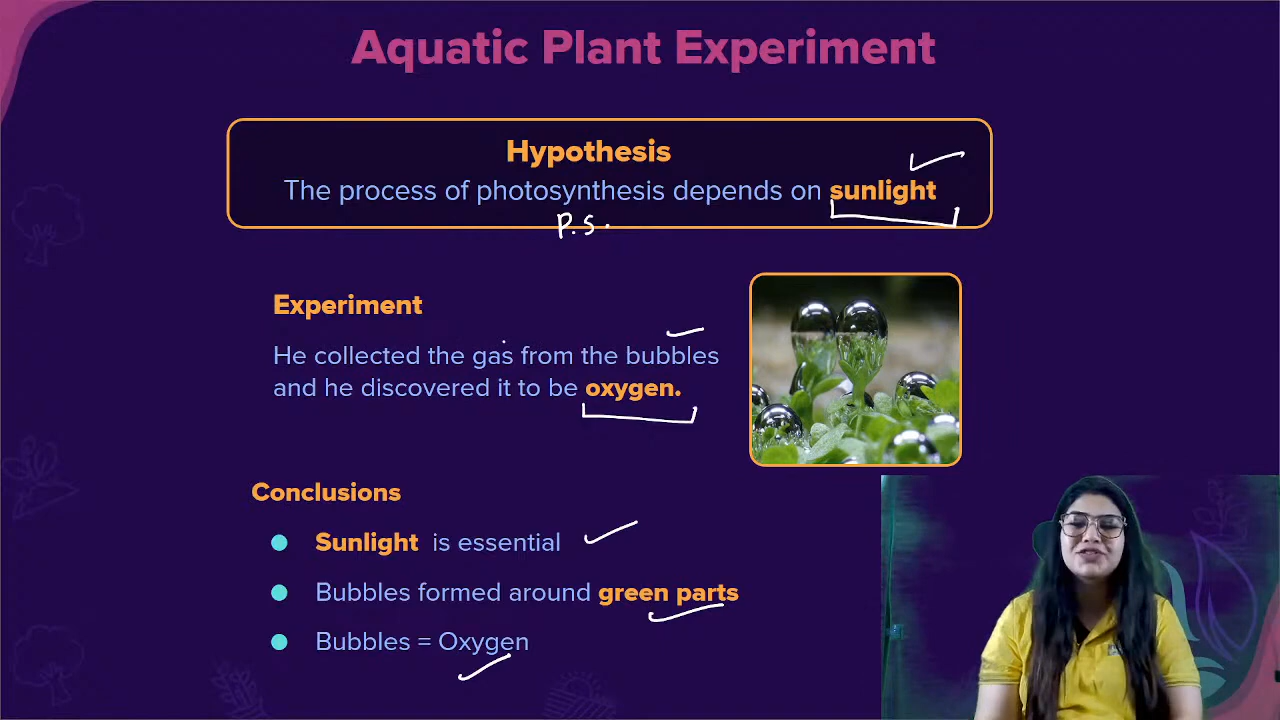 Aquatic Plant Experiment
Hypothesis
The process of photosynthesis depends on sunlight
P.S.
Experiment
He collected the gas from the bubbles
and he discovered it to be oxygen.
Conclusions
Sunlight is essential
Bubbles formed around green parts
Bubbles = Oxygen